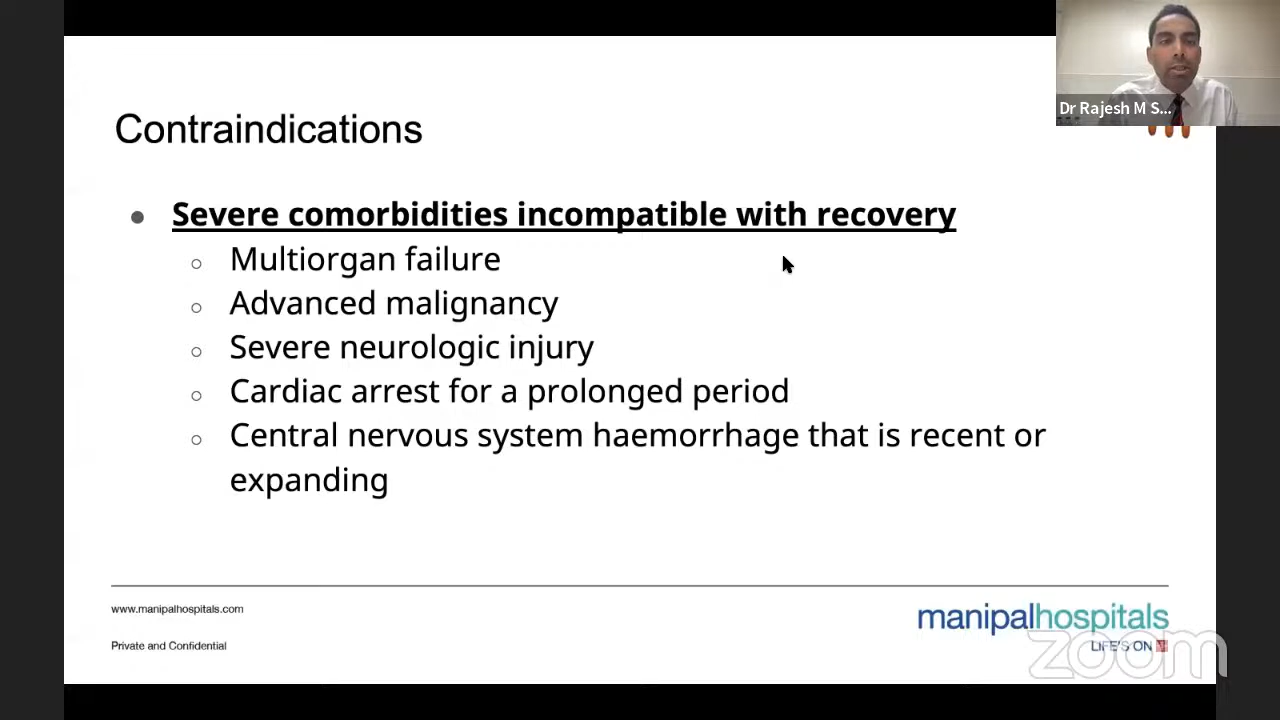 Dr Rajesh M S...
Contraindications
Severe comorbidities incompatible with recovery
Multiorgan failure
Advanced malignancy
Severe neurologic injury
Cardiac arrest for a prolonged period
Central nervous system haemorrhage that is recent or
expanding
www.manipalhospitals.com
manipalhospitals
Private and Confidential
LIFE'S ON
zoom